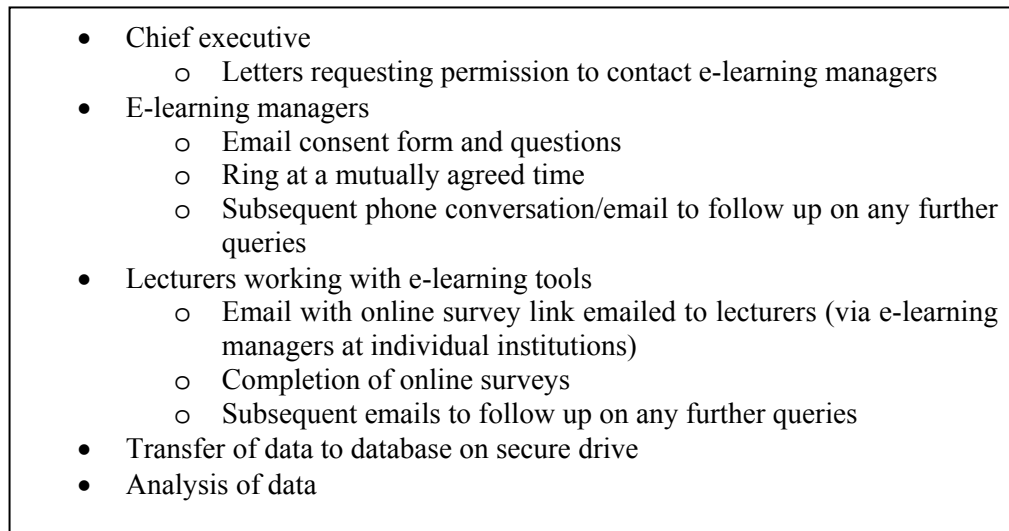 • Chief executive
o Letters requesting permission to contact e-learning managers
• E-learning managers
o Email consent form and questions
o Ring at a mutually agreed time
o Subsequent phone conversation/email to follow up on any further
queries
• Lecturers working with e-learning tools
o Email with online survey link emailed to lecturers (via e-learning
managers at individual institutions)
o Completion of online surveys
o Subsequent emails to follow up on any further queries
• Transfer of data to database on secure drive
• Analysis of data